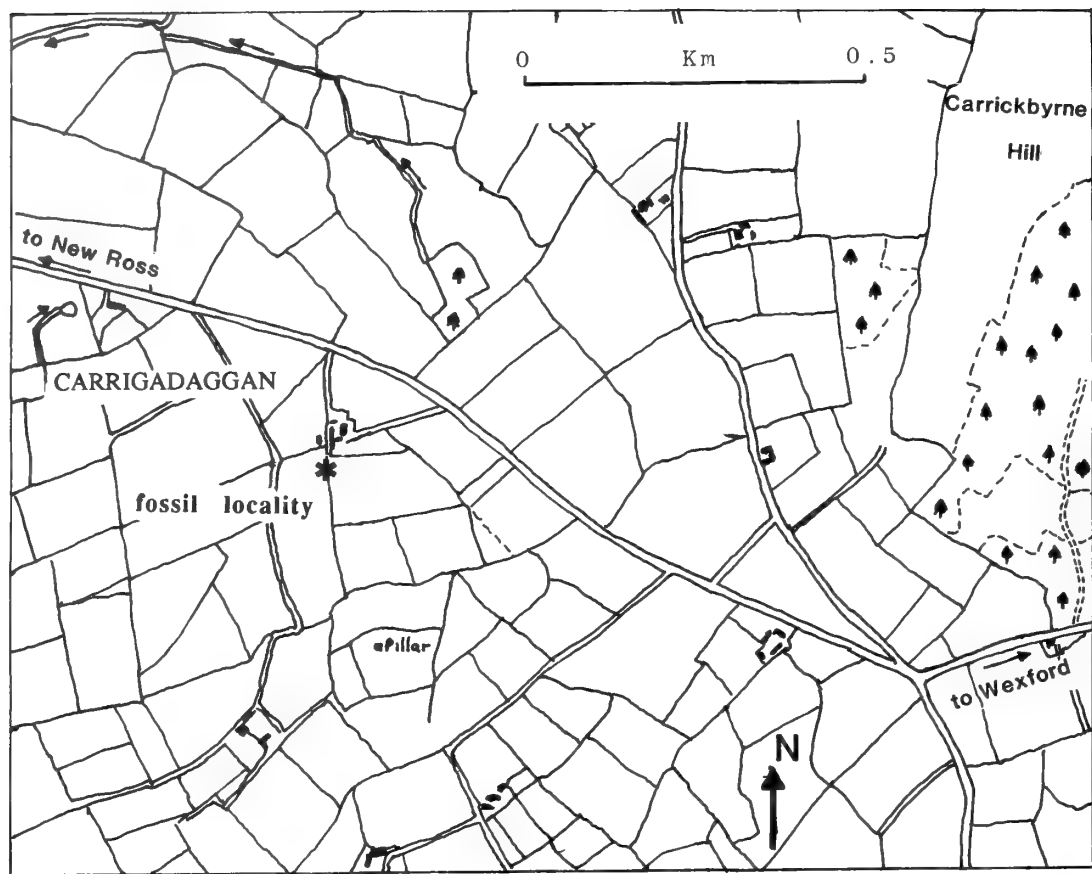 0 Km 0.5
Carrickbyrne
Hill
to New Ross
CARRIGADAGGAN
fossil locality
Pillar
N
to Wexford